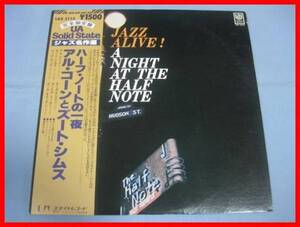 ¥1500
UA
Solid State
ジャズ名作選
ハーフ・ノートの一夜
アル・コーンとズート・シムス
JAZZ
ALIVE!
A
NIGHT
AT THE
HALF
NOTE
HUDSON ST.
The
Half
Note